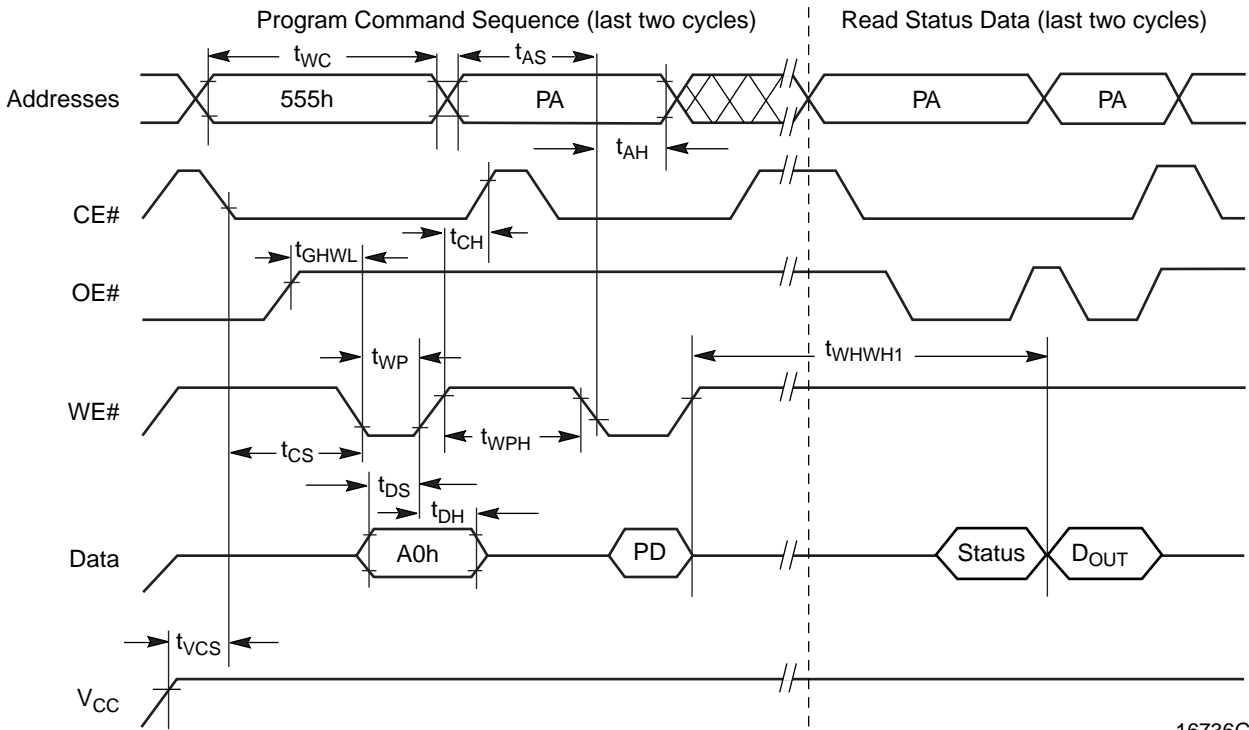 Program Command Sequence (last two cycles) Read Status Data (last two cycles)
tWC tAS
Addresses 555h PA PA PA
tAH
CE#
tCH
tGHWL
OE#
tWP tWHWH1
WE#
tCS tWPH
tDS
tDH
Data A0h PD Status DOUT
tVCS
VCC